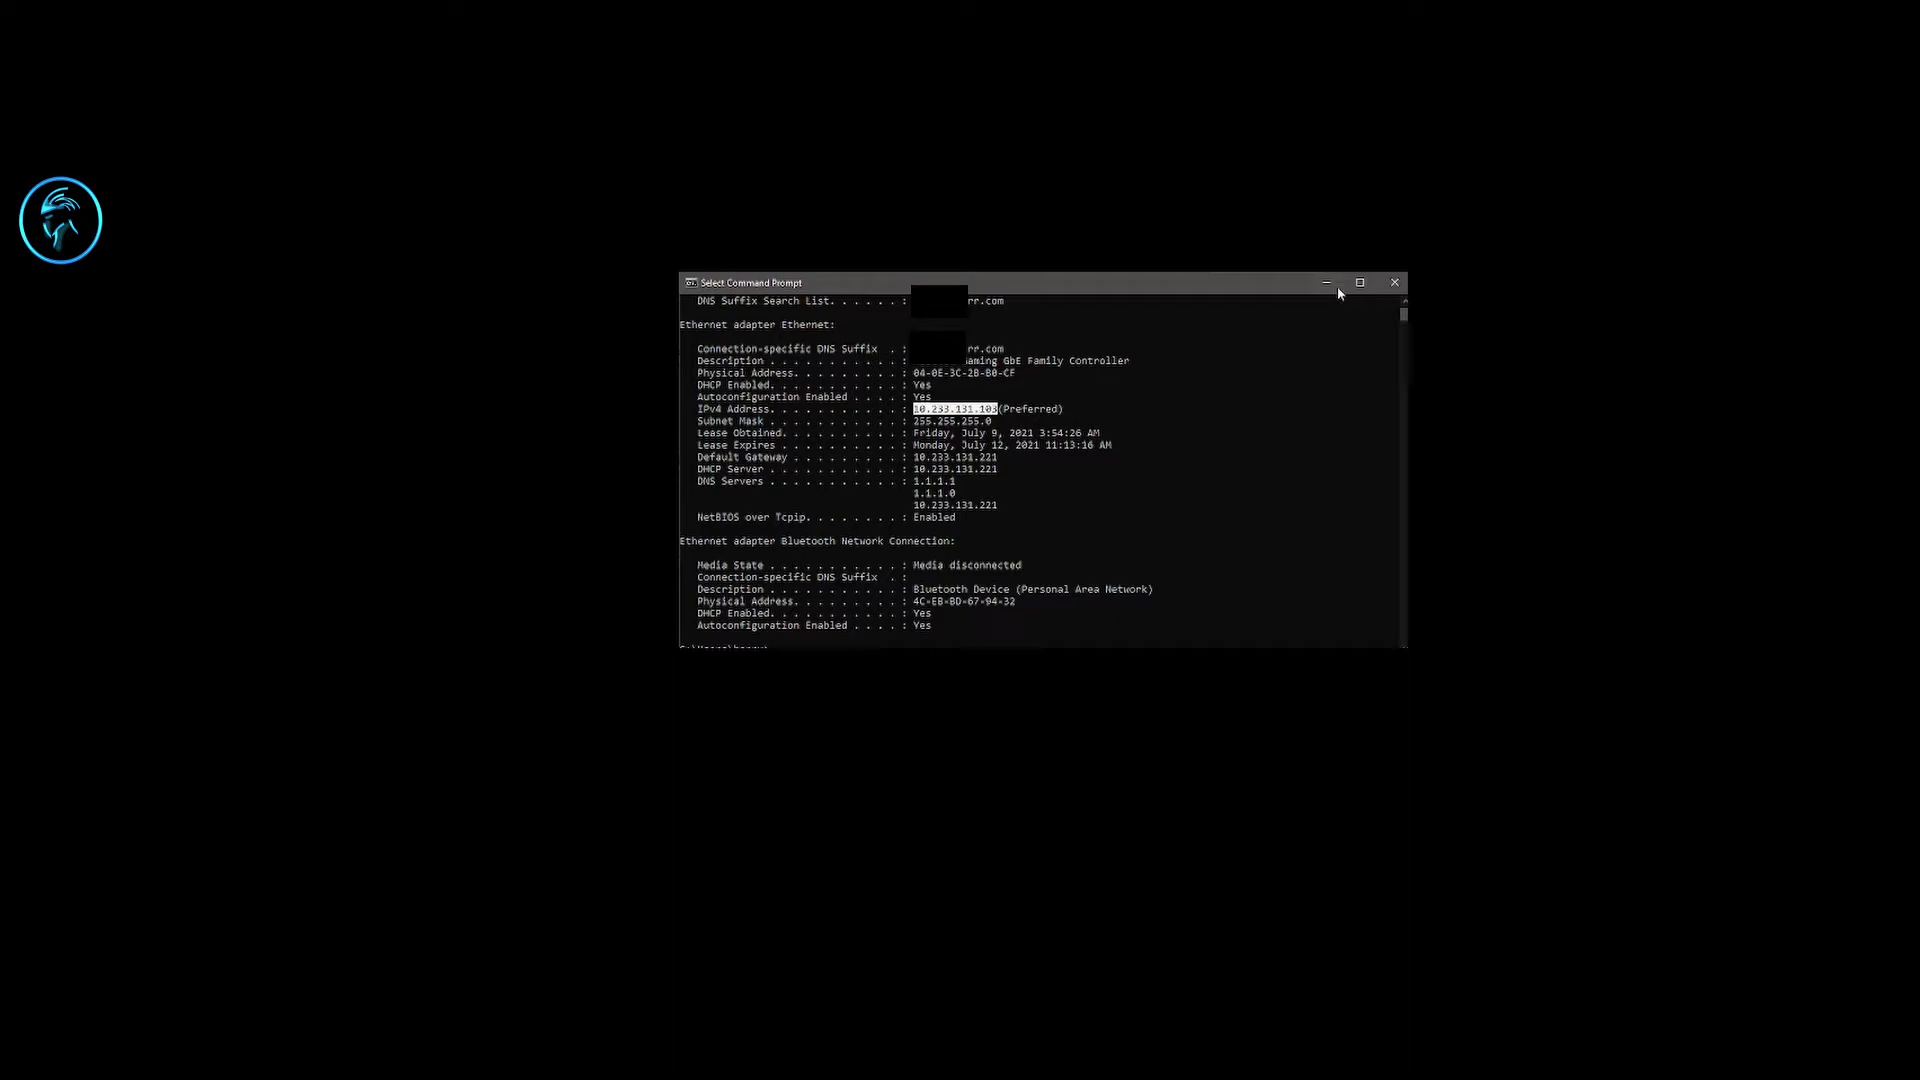 Select Command Prompt
DNS Suffix Search List. . . . . . : rr.com
Ethernet adapter Ethernet:
Connection-specific DNS Suffix . : rr.com
Description . . . . . . . . . . . : aming GbE Family Controller
Physical Address. . . . . . . . . : 04-0E-3C-2B-B0-CF
DHCP Enabled. . . . . . . . . . . : Yes
Autoconfiguration Enabled . . . . : Yes
IPv4 Address. . . . . . . . . . . : 10.233.131.103(Preferred)
Subnet Mask . . . . . . . . . . . : 255.255.255.0
Lease Obtained. . . . . . . . . . : Friday, July 9, 2021 3:54:26 AM
Lease Expires . . . . . . . . . . : Monday, July 12, 2021 11:13:16 AM
Default Gateway . . . . . . . . . : 10.233.131.221
DHCP Server . . . . . . . . . . . : 10.233.131.221
DNS Servers . . . . . . . . . . . : 1.1.1.1
1.1.1.0
10.233.131.221
NetBIOS over Tcpip. . . . . . . . : Enabled
Ethernet adapter Bluetooth Network Connection:
Media State . . . . . . . . . . . : Media disconnected
Connection-specific DNS Suffix . :
Description . . . . . . . . . . . : Bluetooth Device (Personal Area Network)
Physical Address. . . . . . . . . : 4C-EB-BD-67-94-32
DHCP Enabled. . . . . . . . . . . : Yes
Autoconfiguration Enabled . . . . : Yes